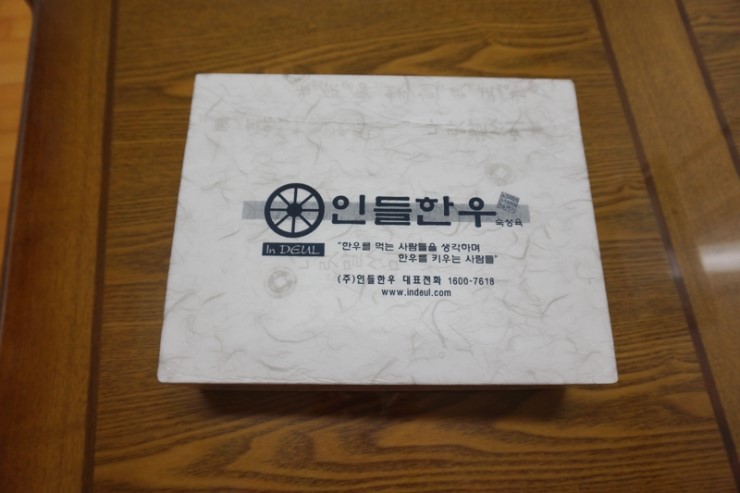 인들한우
숙성육
In DEUL
"한우를 먹는 사람들을 생각하며
한우를 키우는 사람들"
(주)인들한우 대표전화 1600-7618
www.indeul.com